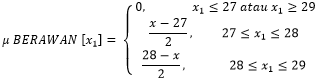 μ BERAWAN [x₁] = { 0, x₁ ≤ 27 atau x₁ ≥ 29
x − 27 / 2, 27 ≤ x₁ ≤ 28
28 − x / 2, 28 ≤ x₁ ≤ 29